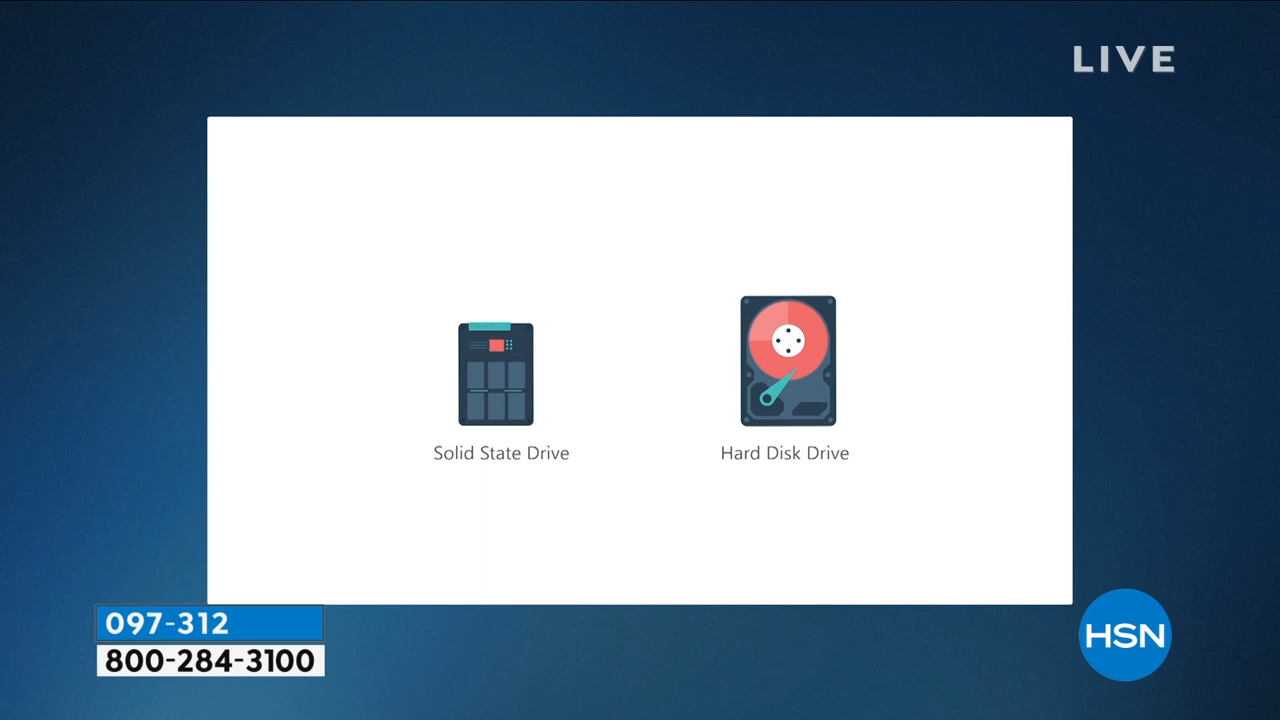 LIVE
Solid State Drive
Hard Disk Drive
097-312
800-284-3100
HSN